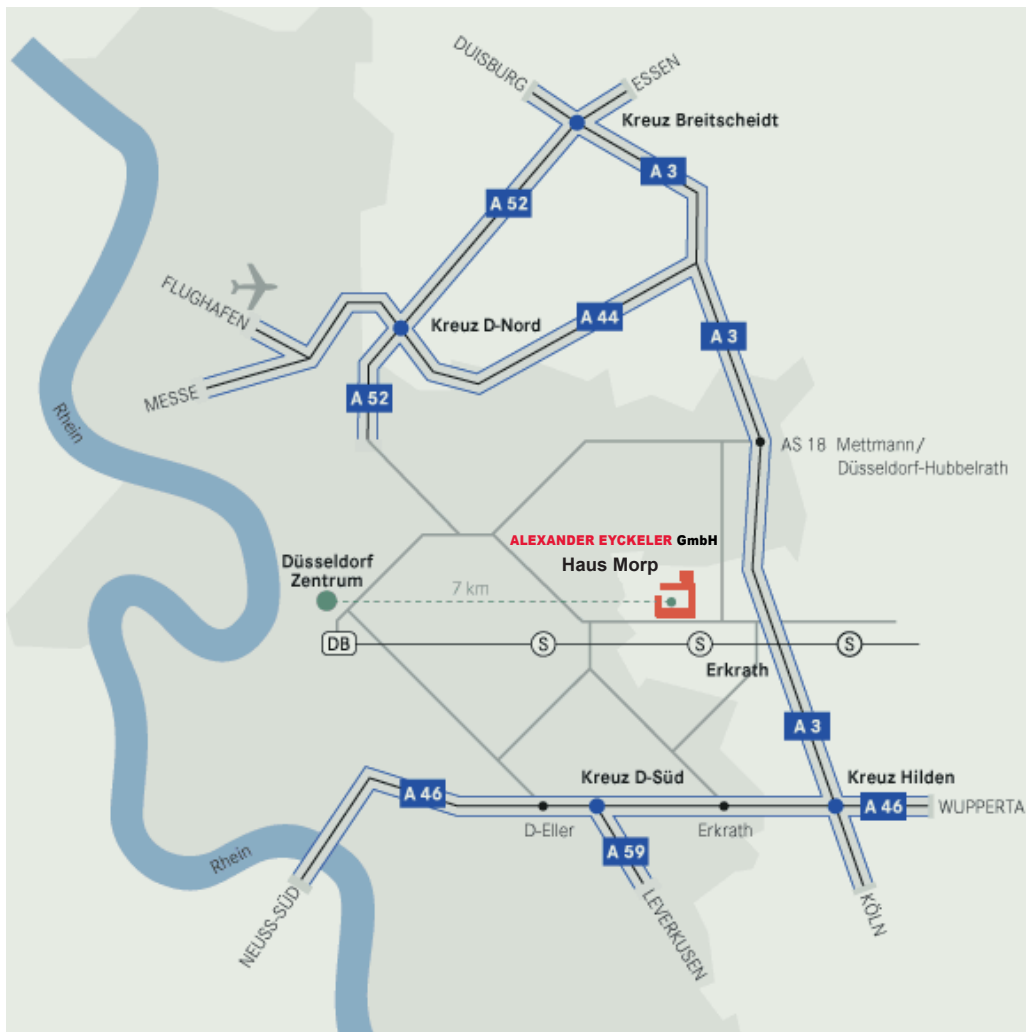 DUISBURG
ESSEN
Kreuz Breitscheidt
A 3
A 52
FLUGHAFEN
Kreuz D-Nord
A 44
A 3
MESSE
A 52
Rhein
AS 18 Mettmann/
Düsseldorf-Hubbelrath
ALEXANDER EYCKELER GmbH
Haus Morp
Düsseldorf
Zentrum
7 km
DB
S
S
S
Erkrath
A 3
Kreuz D-Süd
Kreuz Hilden
A 46
A 46
WUPPERTA
D-Eller
Erkrath
A 59
Rhein
NEUSS-SÜD
LEVERKUSEN
KÖLN